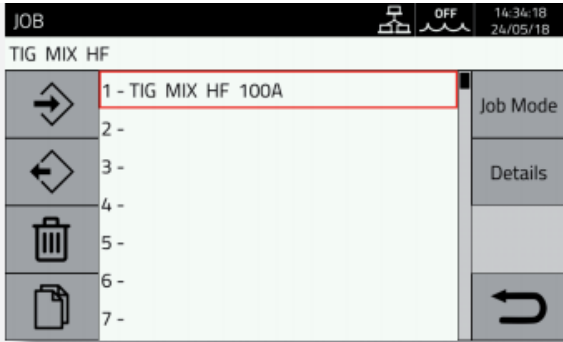 JOB
OFF
14:34:18
24/05/18
TIG MIX HF
1 - TIG MIX HF 100A
2 -
3 -
4 -
5 -
6 -
7 -
Job Mode
Details